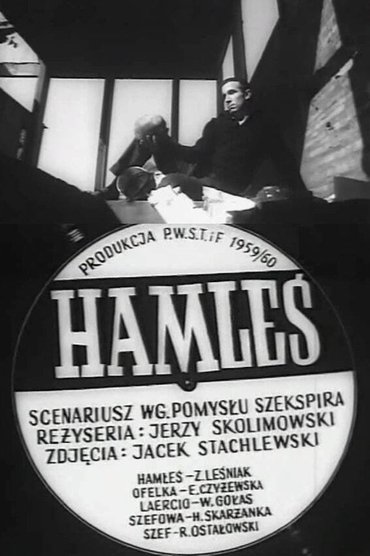 PRODUKCJA P.W.S.T.iF 1959/60
HAMLEŚ
SCENARIUSZ WG. POMYSŁU SZEKSPIRA
REŻYSERIA: JERZY SKOLIMOWSKI
ZDJĘCIA: JACEK STACHLEWSKI
HAMLEŚ-Z.LEŚNIAK
OFELKA-E.CZYŻEWSKA
LAERCIO-W.GOŁAS
SZEFOWA-H.SKARŻANKA
SZEF-R.OSTAŁOWSKI